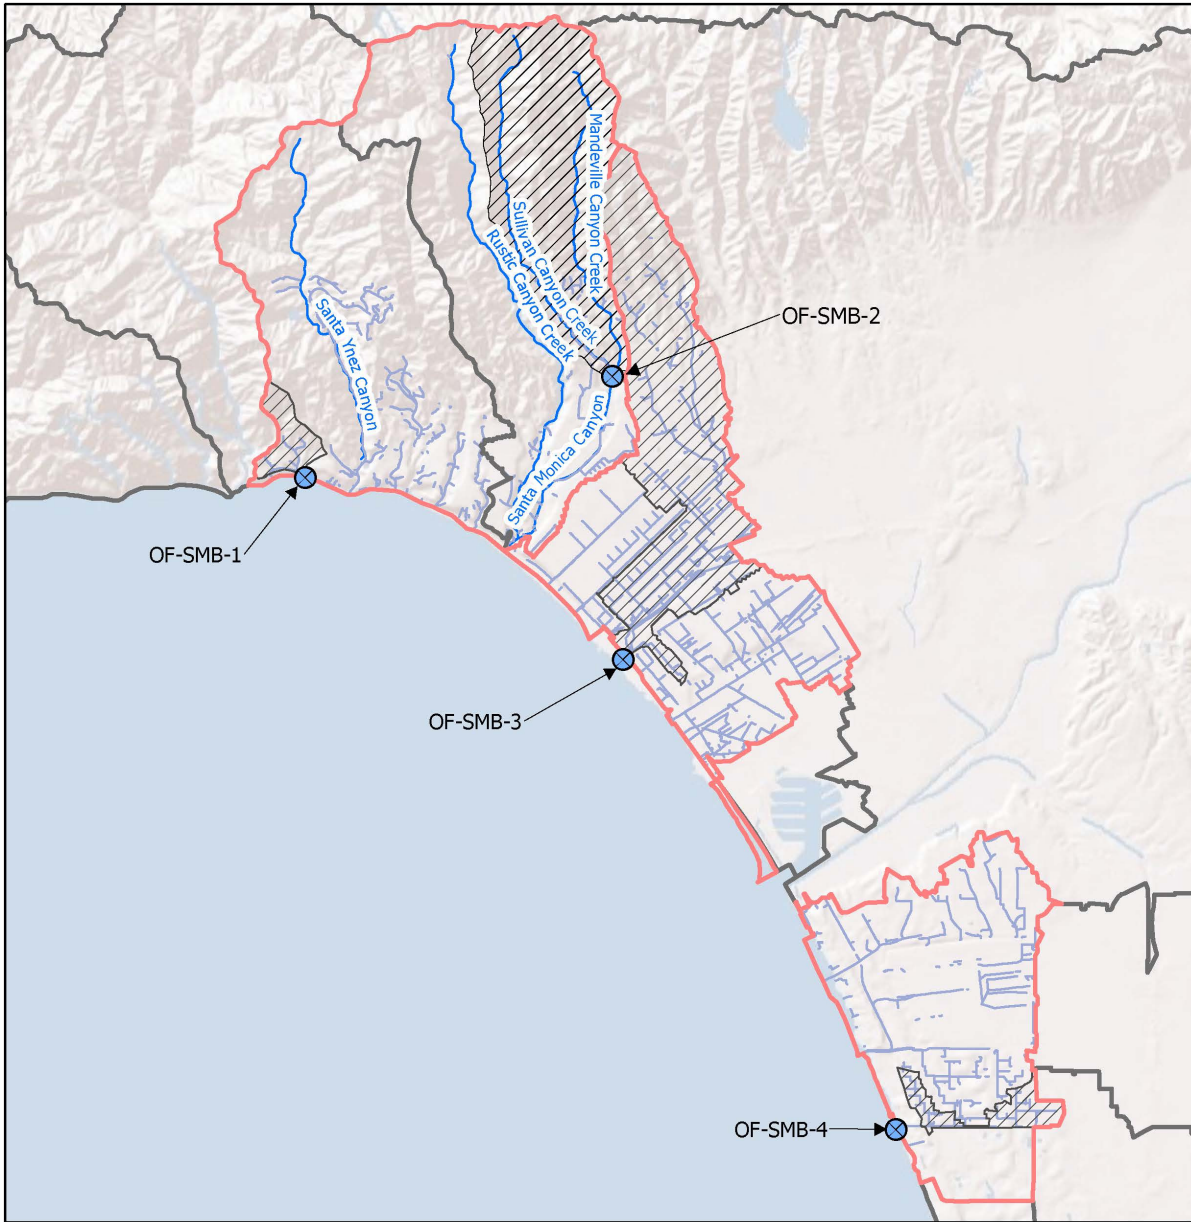 Mandeville Canyon Creek
Sullivan Canyon Creek
Rustic Canyon Creek
Santa Ynez Canyon
OF-SMB-2
Santa Monica Canyon
OF-SMB-1
OF-SMB-3
OF-SMB-4